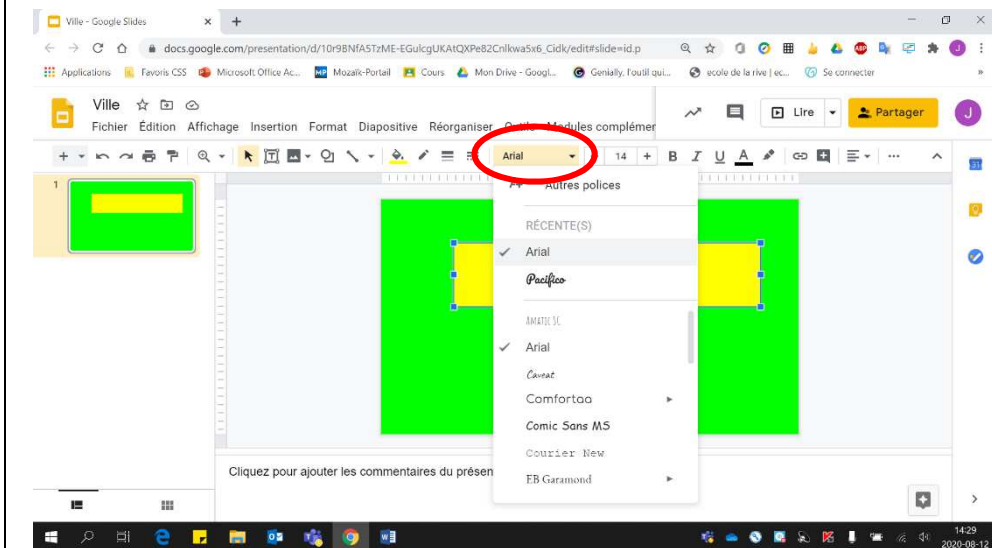 Ville - Google Slides
docs.google.com/presentation/d/10r9BNfA5TzME-EGulcgUKAtQXPe82Cnlkwa5x6_Cidk/edit#slide=id.p
Applications Favoris CSS Microsoft Office Ac... MP Mozaïk-Portail Cours Mon Drive - Googl... Genially, l'outil qui... ecole de la rive | ec... Se connecter »
Ville
Lire Partager J
Fichier Édition Affichage Insertion Format Diapositive Réorganiser Outils Modules complémen
Arial 14 + B I U A
1
Autres polices
RÉCENTE(S)
Arial
Pacifico
AMATIC SC
Arial
Caveat
Comfortaa
Comic Sans MS
Courier New
EB Garamond
Cliquez pour ajouter les commentaires du présen
14:29
2020-08-12